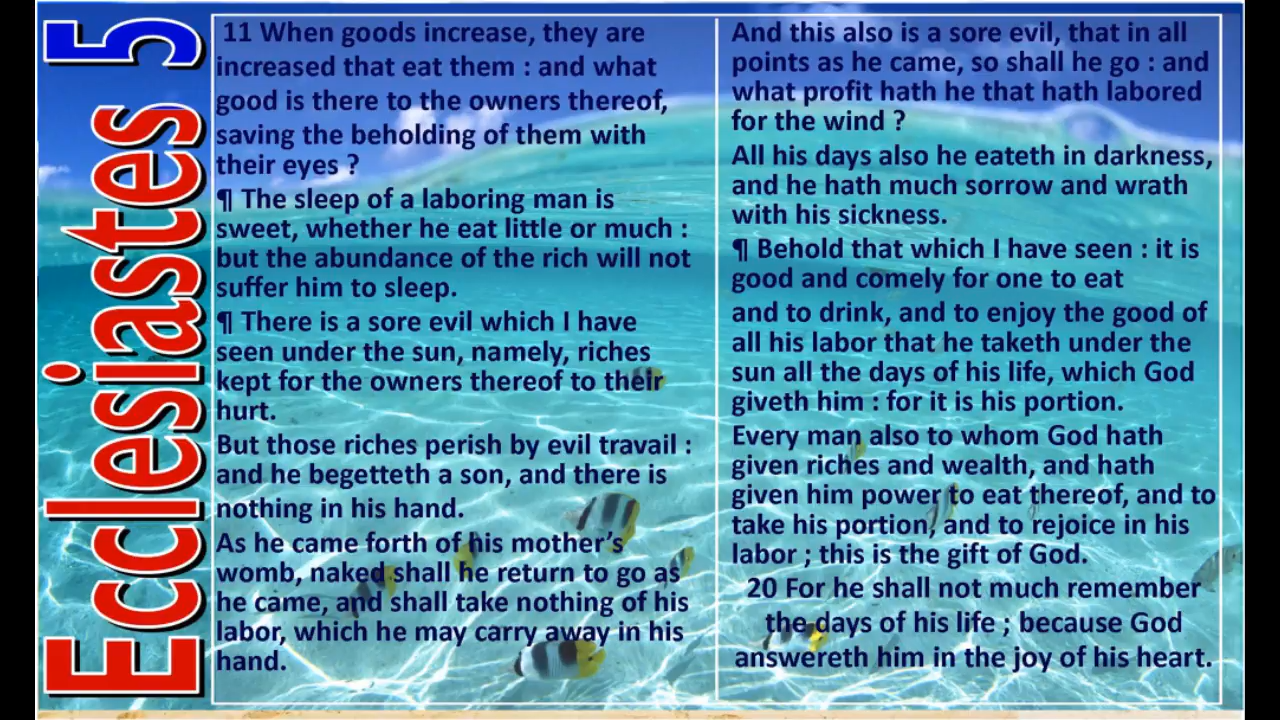 Ecclesiastes 5
11 When goods increase, they are
increased that eat them : and what
good is there to the owners thereof,
saving the beholding of them with
their eyes ?
¶ The sleep of a laboring man is
sweet, whether he eat little or much :
but the abundance of the rich will not
suffer him to sleep.
¶ There is a sore evil which I have
seen under the sun, namely, riches
kept for the owners thereof to their
hurt.
But those riches perish by evil travail :
and he begetteth a son, and there is
nothing in his hand.
As he came forth of his mother’s
womb, naked shall he return to go as
he came, and shall take nothing of his
labor, which he may carry away in his
hand.
And this also is a sore evil, that in all
points as he came, so shall he go : and
what profit hath he that hath labored
for the wind ?
All his days also he eateth in darkness,
and he hath much sorrow and wrath
with his sickness.
¶ Behold that which I have seen : it is
good and comely for one to eat
and to drink, and to enjoy the good of
all his labor that he taketh under the
sun all the days of his life, which God
giveth him : for it is his portion.
Every man also to whom God hath
given riches and wealth, and hath
given him power to eat thereof, and to
take his portion, and to rejoice in his
labor ; this is the gift of God.
20 For he shall not much remember
the days of his life ; because God
answereth him in the joy of his heart.